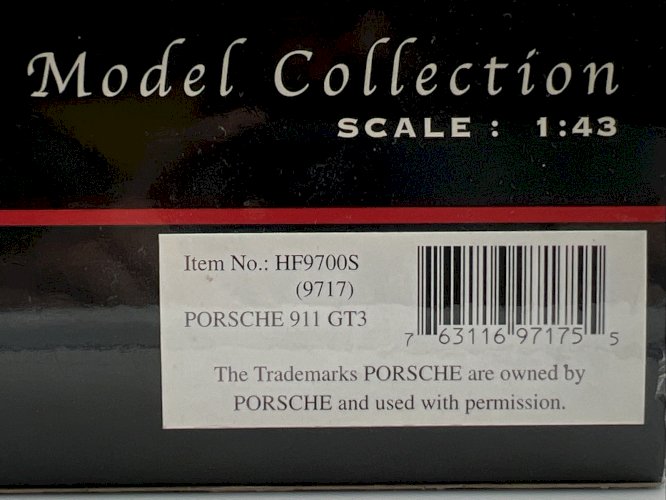 Model Collection
SCALE : 1:43
Item No.: HF9700S
(9717)
PORSCHE 911 GT3
7 63116 97175 5
The Trademarks PORSCHE are owned by
PORSCHE and used with permission.